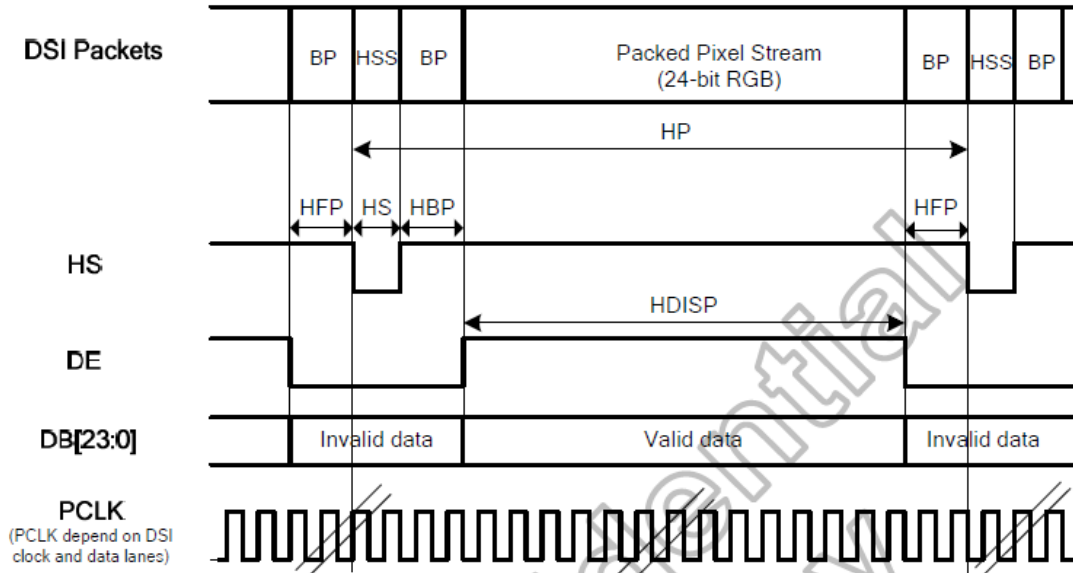 DSI Packets
BP HSS BP Packed Pixel Stream BP HSS BP
(24-bit RGB)
HP
HFP HS HBP HFP
HS
HDISP
DE
DB[23:0] Invalid data Valid data Invalid data
PCLK
(PCLK depend on DSI
clock and data lanes)
dential